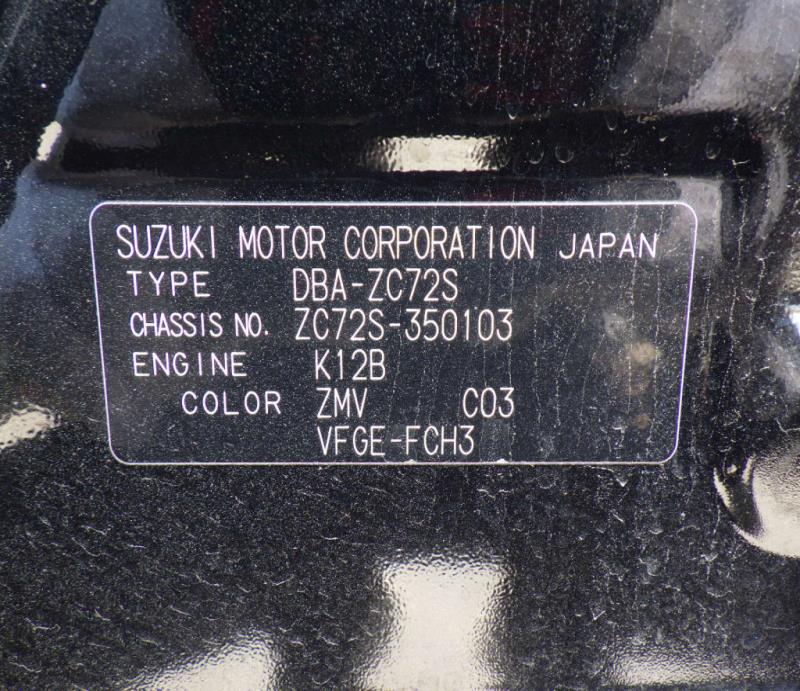 SUZUKI MOTOR CORPORATION JAPAN
TYPE DBA-ZC72S
CHASSIS NO. ZC72S-350103
ENGINE K12B
COLOR ZMV C03
VFGE-FCH3